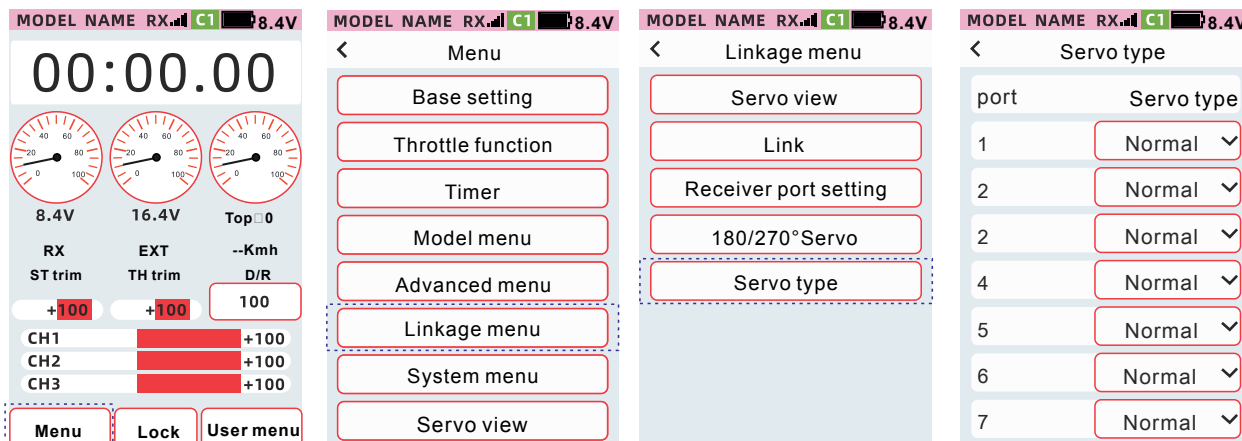 MODEL NAME RX C1 8.4V
00:00.00
20 40 60 80 0 100
20 40 60 80 0 100
20 40 60 80 0 100
8.4V 16.4V Top□0
RX EXT --Kmh
ST trim TH trim D/R
+100 +100 100
CH1 +100
CH2 +100
CH3 +100
Menu Lock User menu
MODEL NAME RX C1 8.4V
< Menu
Base setting
Throttle function
Timer
Model menu
Advanced menu
Linkage menu
System menu
Servo view
MODEL NAME RX C1 8.4V
< Linkage menu
Servo view
Link
Receiver port setting
180/270°Servo
Servo type
MODEL NAME RX C1 8.4V
< Servo type
port Servo type
1 Normal
2 Normal
2 Normal
4 Normal
5 Normal
6 Normal
7 Normal